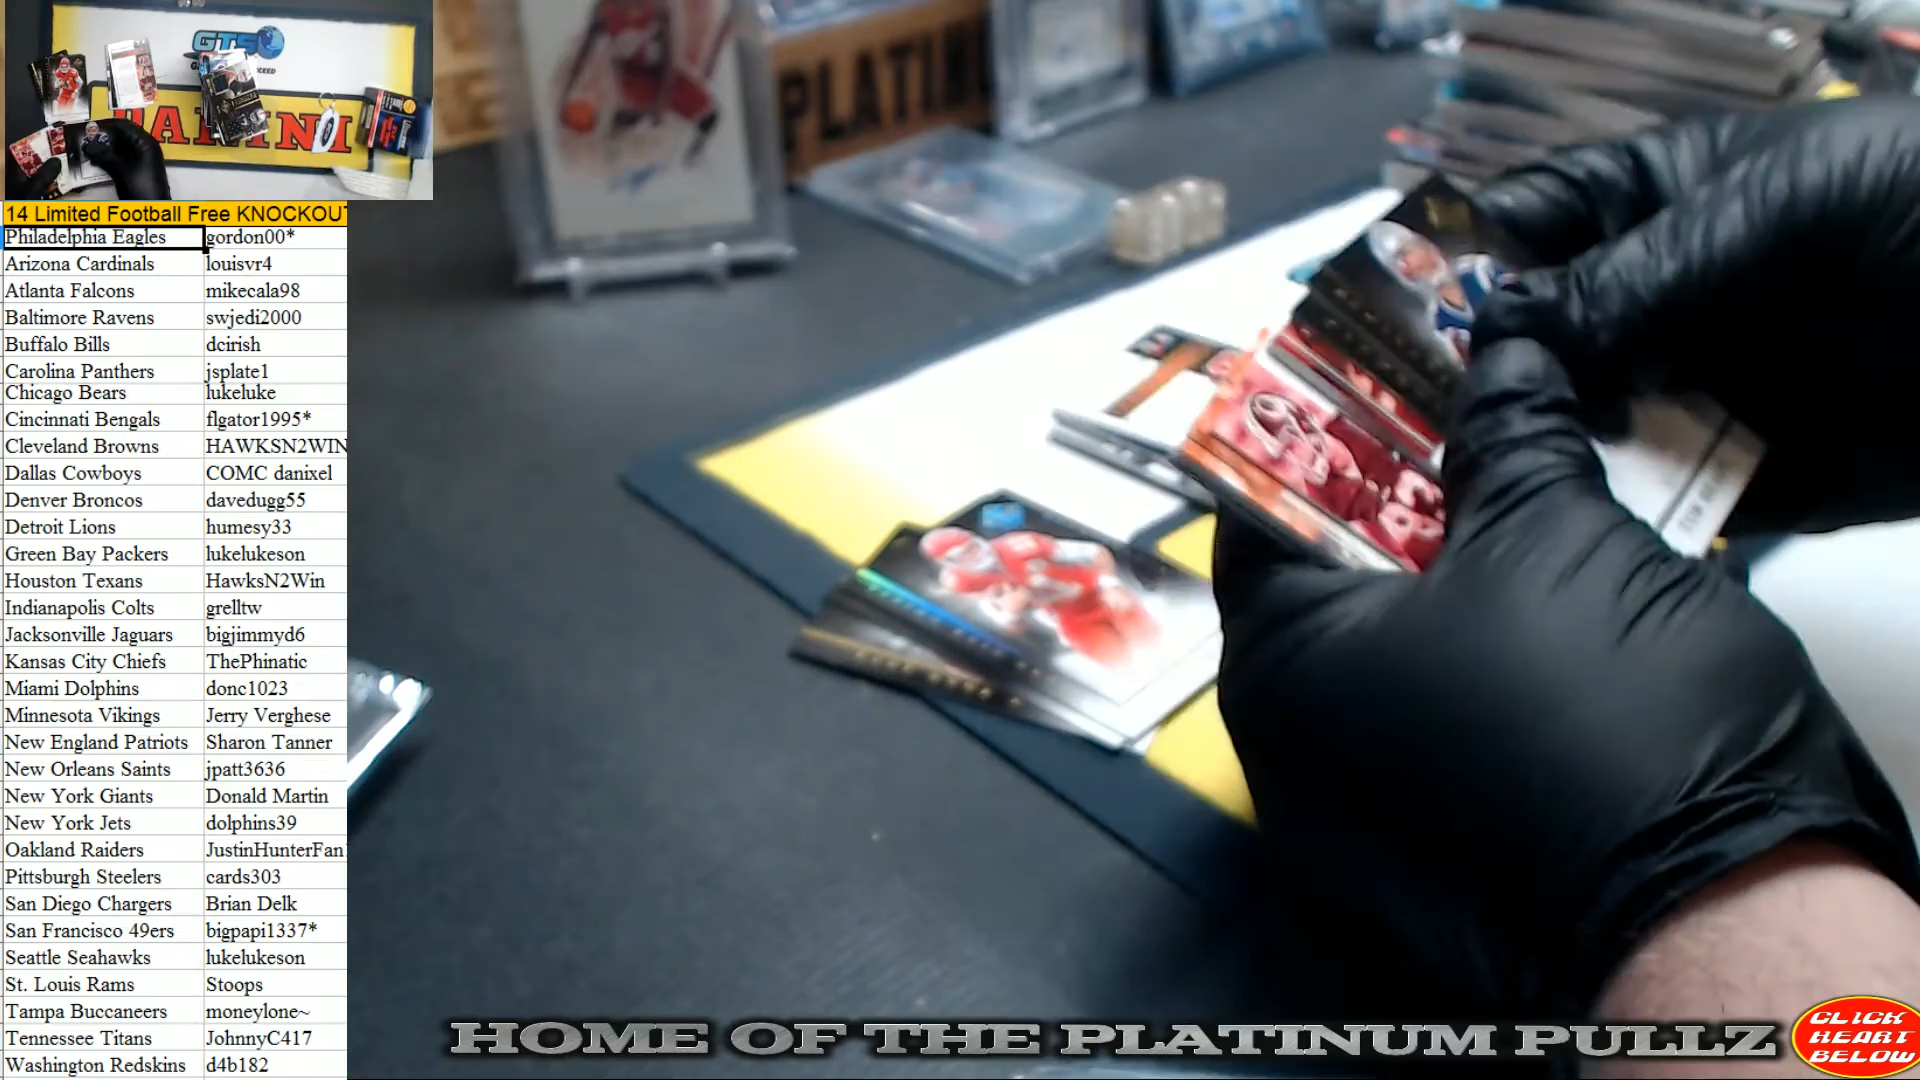 GTS
CEED
PANINI
PLATIN
14 Limited Football Free KNOCKOUT
Philadelphia Eagles gordon00*
Arizona Cardinals louisvr4
Atlanta Falcons mikecala98
Baltimore Ravens swjedi2000
Buffalo Bills dcirish
Carolina Panthers jsplate1
Chicago Bears lukeluke
Cincinnati Bengals flgator1995*
Cleveland Browns HAWKSN2WIN
Dallas Cowboys COMC danixel
Denver Broncos davedugg55
Detroit Lions humesy33
Green Bay Packers lukelukeson
Houston Texans HawksN2Win
Indianapolis Colts grelltw
Jacksonville Jaguars bigjimmyd6
Kansas City Chiefs ThePhinatic
Miami Dolphins donc1023
Minnesota Vikings Jerry Verghese
New England Patriots Sharon Tanner
New Orleans Saints jpatt3636
New York Giants Donald Martin
New York Jets dolphins39
Oakland Raiders JustinHunterFan
Pittsburgh Steelers cards303
San Diego Chargers Brian Delk
San Francisco 49ers bigpapi1337*
Seattle Seahawks lukelukeson
St. Louis Rams Stoops
Tampa Buccaneers moneylone~
Tennessee Titans JohnnyC417
Washington Redskins d4b182
HOME OF THE PLATINUM PULLZ
CLICK
HEART
BELOW